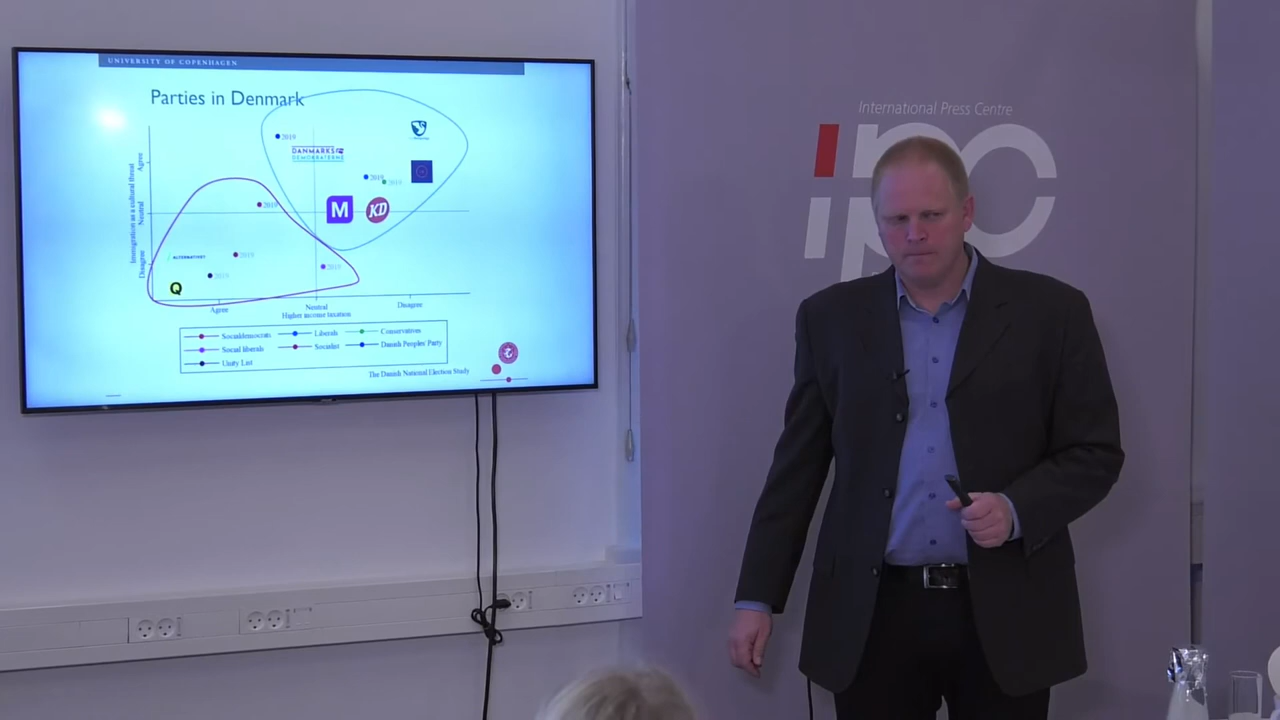 UNIVERSITY OF COPENHAGEN
Parties in Denmark
Immigration as a cultural threat
Agree
Neutral
Disagree
2019
DANMARKS
DEMOKRATERNE
2019
2019
M
KD
2019
ALTERNATIVET
2019
2019
2019
Q
Agree
Neutral
Disagree
Higher income taxation
Socialdemocrats
Liberals
Conservatives
Social liberals
Socialist
Danish Peoples' Party
Unity List
The Danish National Election Study
International Press Centre
ipc